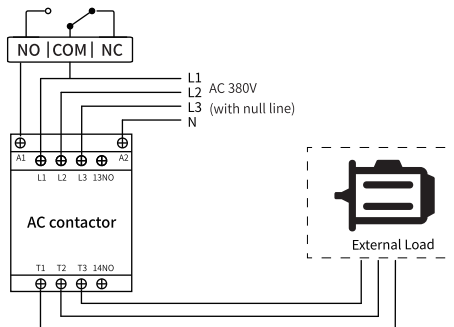 NO | COM | NC
L1
L2
L3
N
AC 380V
(with null line)
A1
A2
L1 L2 L3 13NO
AC contactor
T1 T2 T3 14NO
External Load